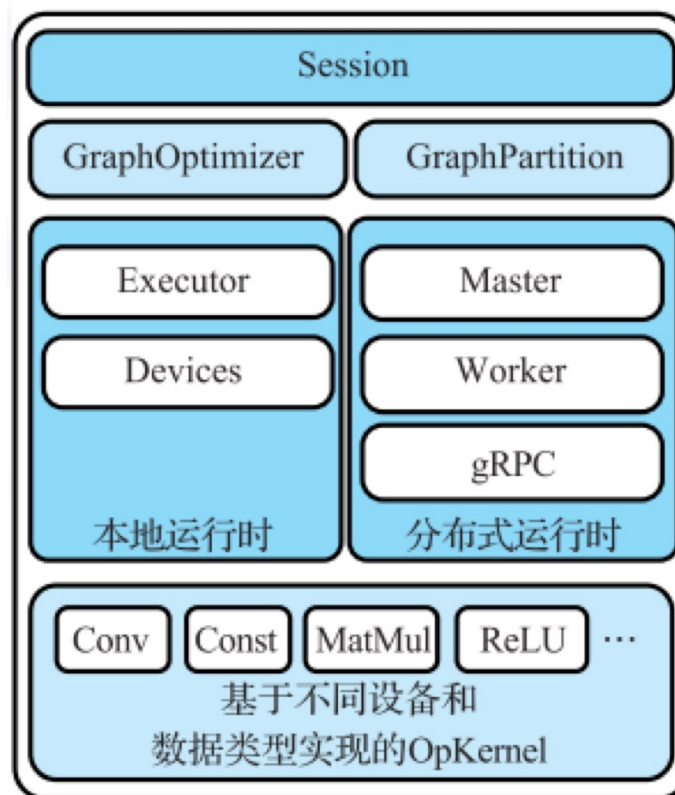 Session
GraphOptimizer
GraphPartition
Executor
Devices
本地运行时
Master
Worker
gRPC
分布式运行时
Conv
Const
MatMul
ReLU
…
基于不同设备和
数据类型实现的OpKernel